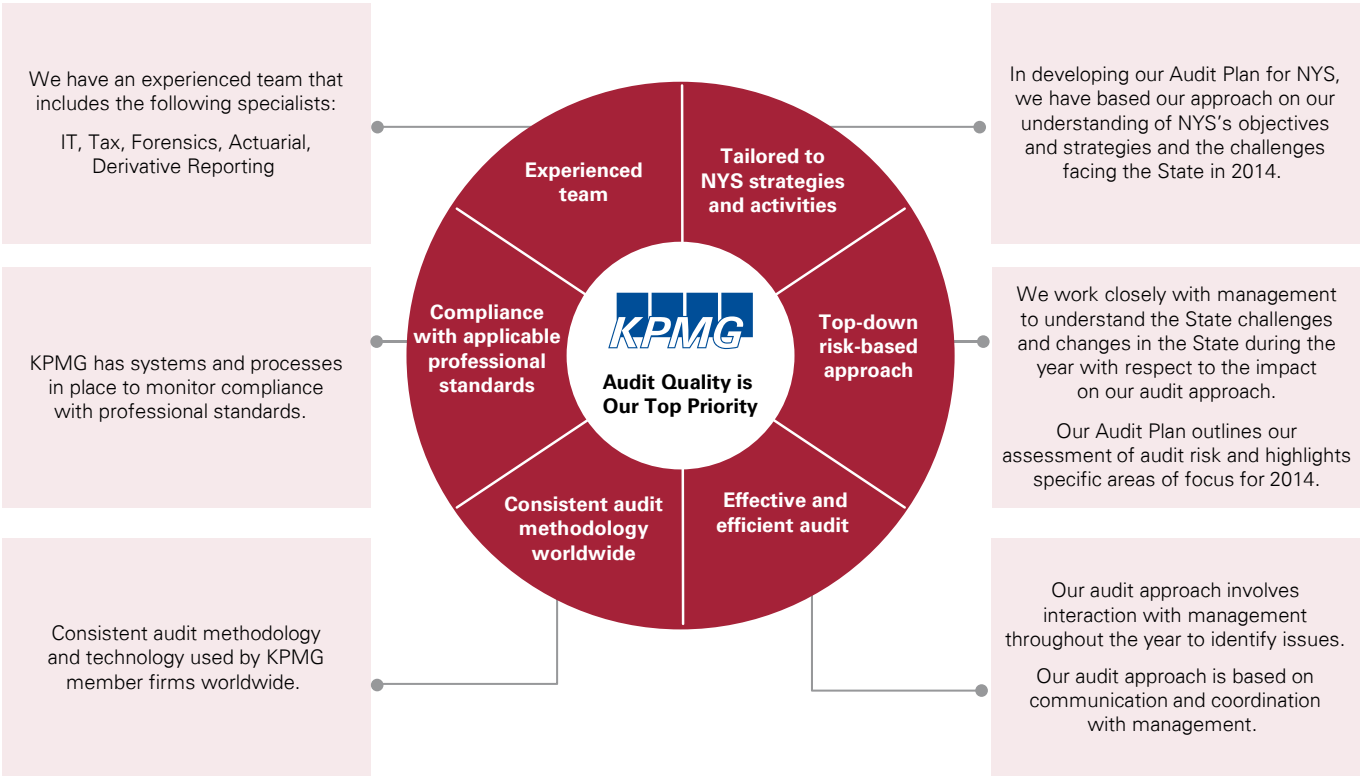 We have an experienced team that
includes the following specialists:
IT, Tax, Forensics, Actuarial,
Derivative Reporting
KPMG has systems and processes
in place to monitor compliance
with professional standards.
Consistent audit methodology
and technology used by KPMG
member firms worldwide.
Experienced
team
Tailored to
NYS strategies
and activities
Compliance
with applicable
professional
standards
KPMG
Audit Quality is
Our Top Priority
Top-down
risk-based
approach
Consistent audit
methodology
worldwide
Effective and
efficient audit
In developing our Audit Plan for NYS,
we have based our approach on our
understanding of NYS's objectives
and strategies and the challenges
facing the State in 2014.
We work closely with management
to understand the State challenges
and changes in the State during the
year with respect to the impact
on our audit approach.
Our Audit Plan outlines our
assessment of audit risk and highlights
specific areas of focus for 2014.
Our audit approach involves
interaction with management
throughout the year to identify issues.
Our audit approach is based on
communication and coordination
with management.